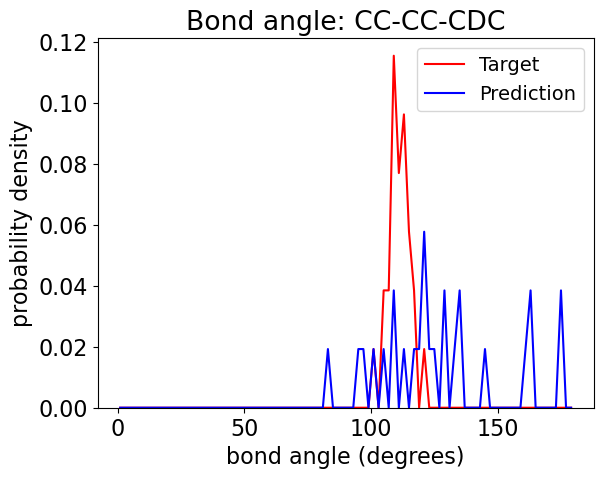 Bond angle: CC-CC-CDC
Target
Prediction
probability density
0.12
0.10
0.08
0.06
0.04
0.02
0.00
0 50 100 150
bond angle (degrees)